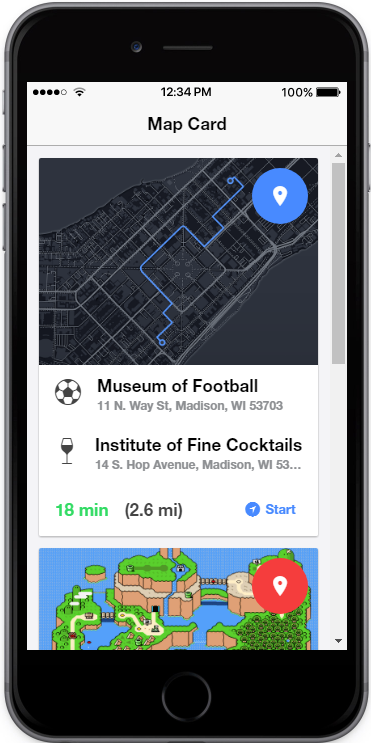 12:34 PM
100%
Map Card
Museum of Football
11 N. Way St, Madison, WI 53703
Institute of Fine Cocktails
14 S. Hop Avenue, Madison, WI 53...
18 min (2.6 mi) Start